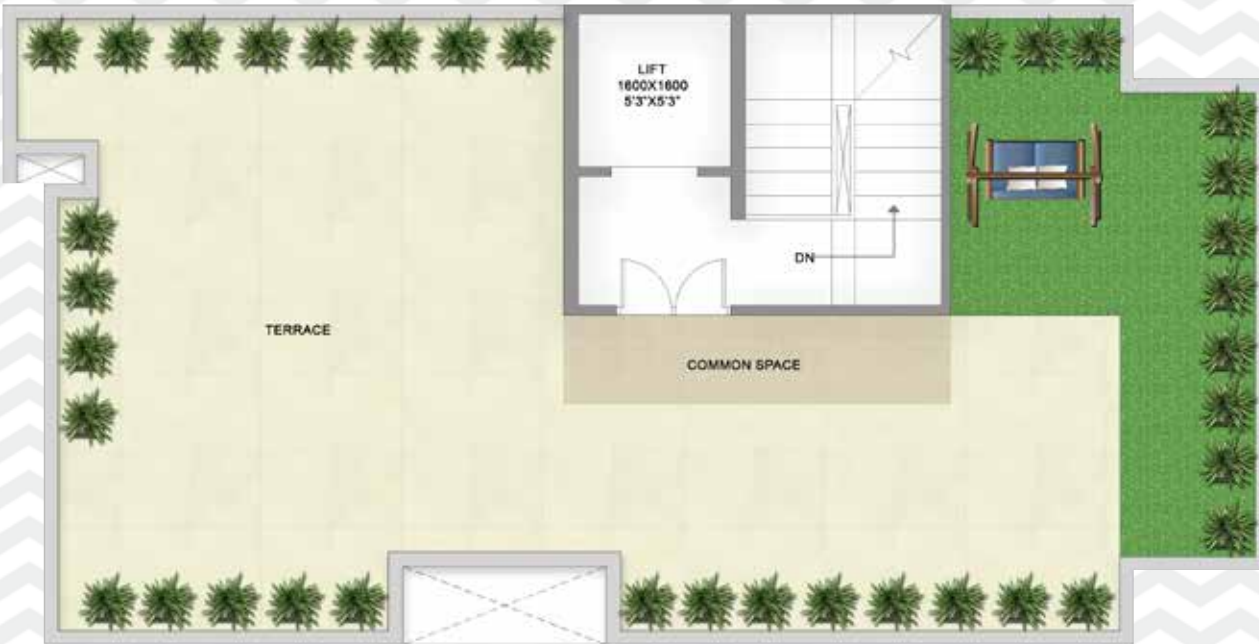 LIFT
1600X1600
5'3"X5'3"
DN
TERRACE
COMMON SPACE